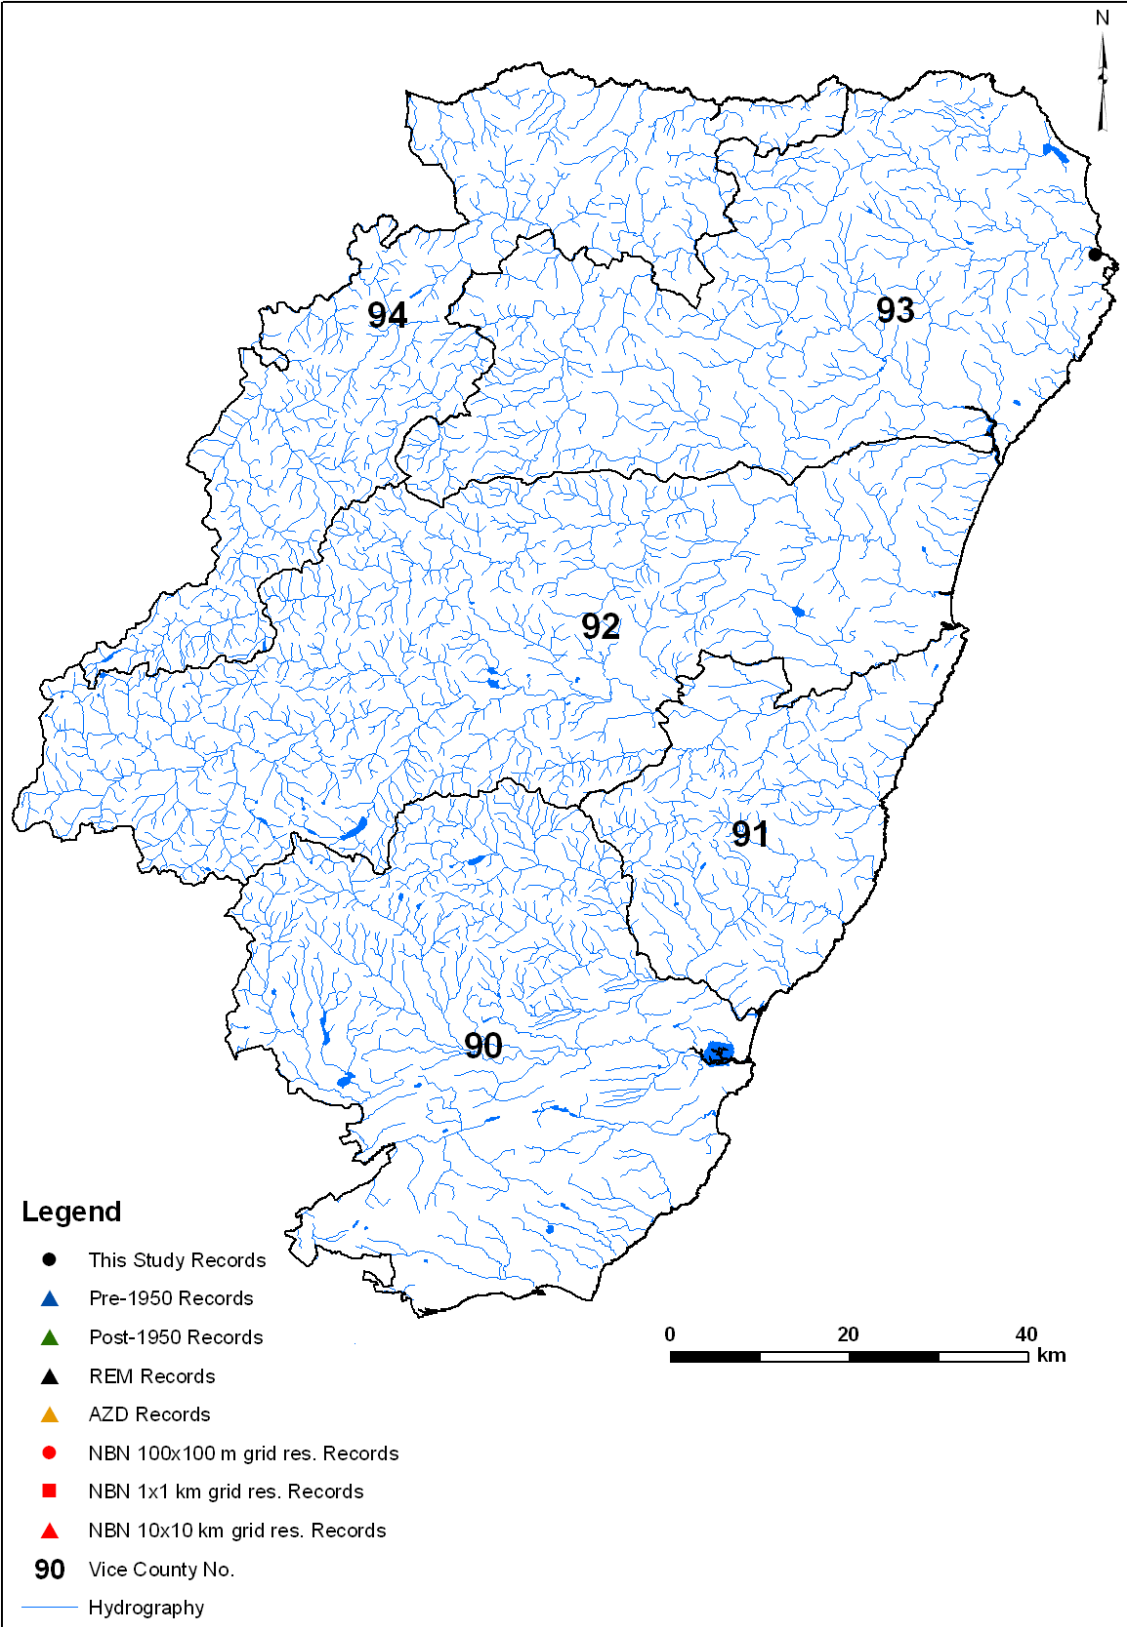 N
94
93
92
91
90
Legend
This Study Records
Pre-1950 Records
Post-1950 Records
REM Records
AZD Records
NBN 100x100 m grid res. Records
NBN 1x1 km grid res. Records
NBN 10x10 km grid res. Records
90 Vice County No.
Hydrography
0 20 40
km